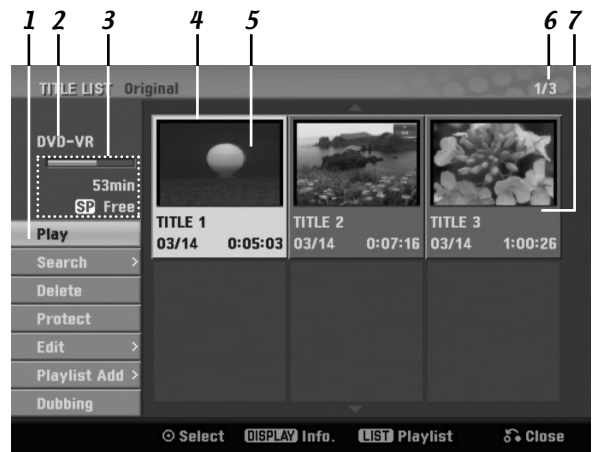 1 2 3 4 5 6 7
TITLE LIST Original 1/3
DVD-VR
53min
SP Free
Play
Search >
Delete
Protect
Edit >
Playlist Add >
Dubbing
TITLE 1
03/14 0:05:03
TITLE 2
03/14 0:07:16
TITLE 3
03/14 1:00:26
Select DISPLAY Info. LIST Playlist Close